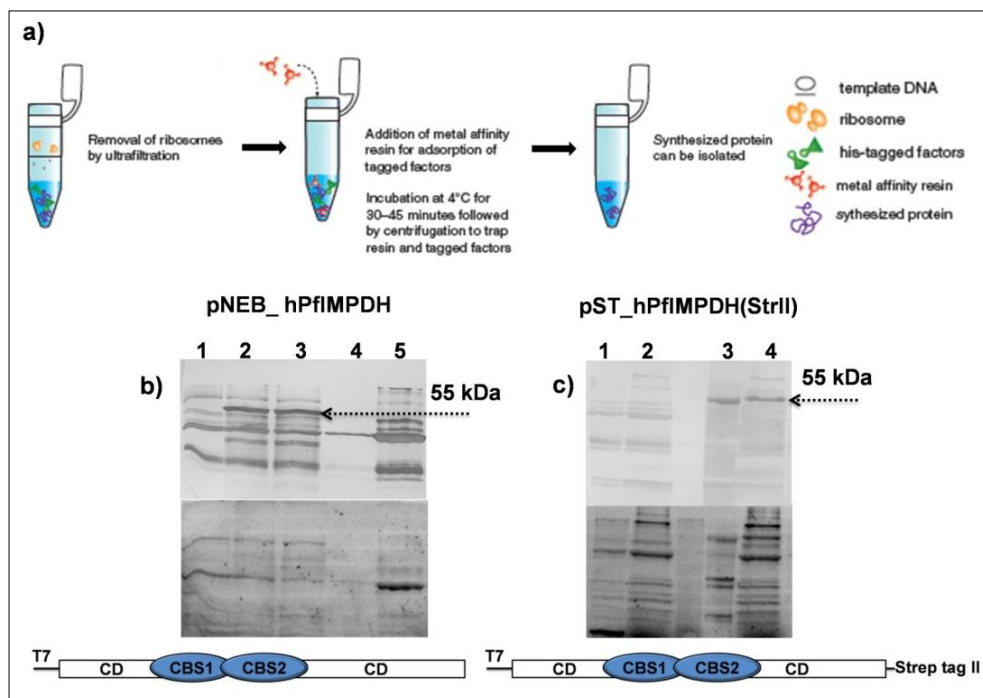 a)
Removal of ribosomes
by ultrafiltration
Addition of metal affinity
resin for adsorption of
tagged factors
Incubation at 4°C for
30–45 minutes followed
by centrifugation to trap
resin and tagged factors
Synthesized protein
can be isolated
template DNA
ribosome
his-tagged factors
metal affinity resin
sythesized protein
pNEB_ hPfIMPDH
1 2 3 4 5
b)
55 kDa
pST_hPfIMPDH(StrII)
1 2 3 4
c)
55 kDa
T7
CD CBS1 CBS2 CD
T7
CD CBS1 CBS2 CD Strep tag II